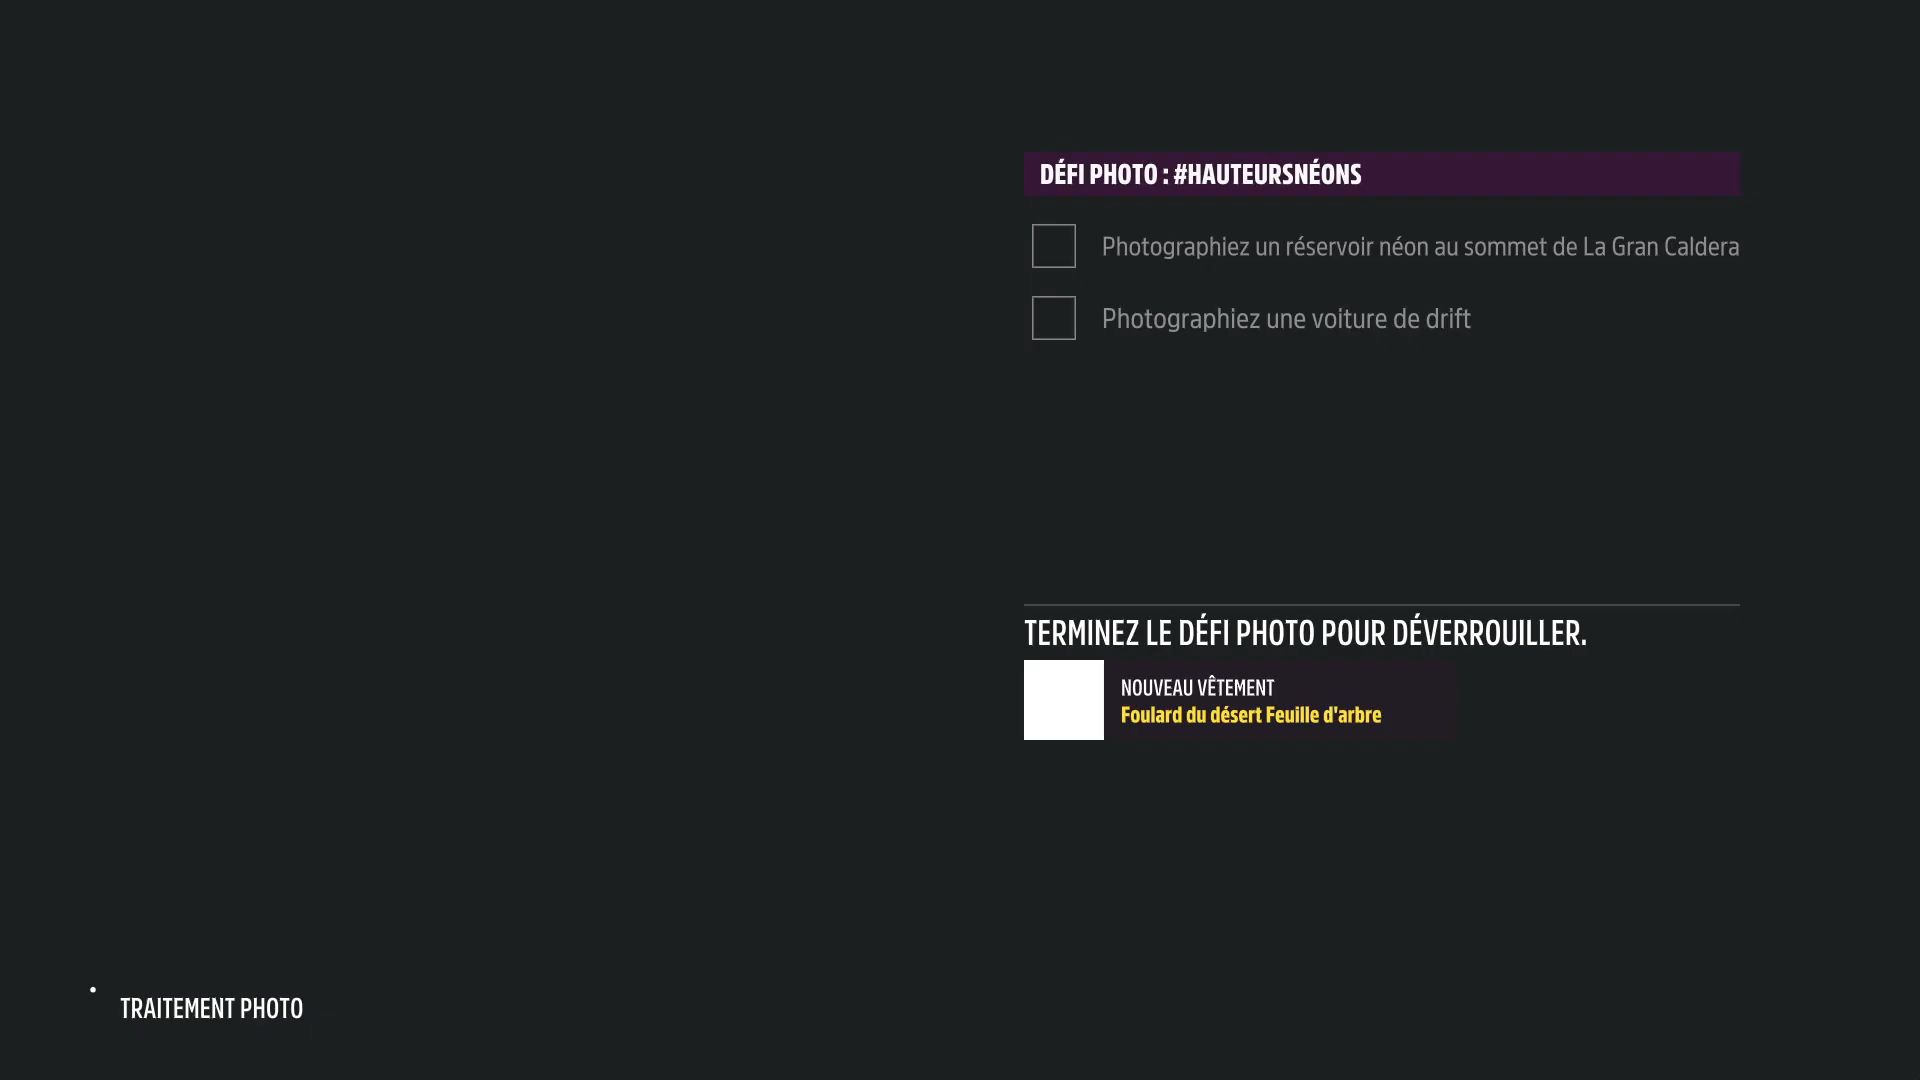 DÉFI PHOTO : #HAUTEURSNÉONS
Photographiez un réservoir néon au sommet de La Gran Caldera
Photographiez une voiture de drift
TERMINEZ LE DÉFI PHOTO POUR DÉVERROUILLER.
NOUVEAU VÊTEMENT
Foulard du désert Feuille d'arbre
TRAITEMENT PHOTO